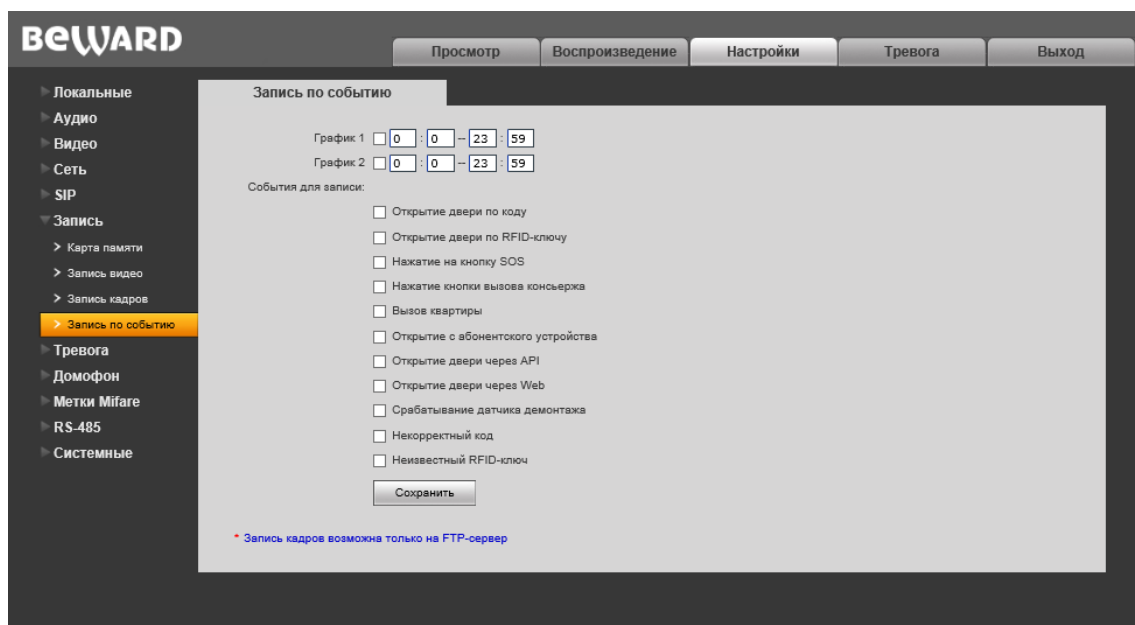 BEWARD
Просмотр Воспроизведение Настройки Тревога Выход
Локальные
Аудио
Видео
Сеть
SIP
Запись
Карта памяти
Запись видео
Запись кадров
Запись по событию
Тревога
Домофон
Метки Mifare
RS-485
Системные
Запись по событию
График 1 0 : 0 -- 23 : 59
График 2 0 : 0 -- 23 : 59
События для записи:
Открытие двери по коду
Открытие двери по RFID-ключу
Нажатие на кнопку SOS
Нажатие кнопки вызова консьержа
Вызов квартиры
Открытие с абонентского устройства
Открытие двери через API
Открытие двери через Web
Срабатывание датчика демонтажа
Некорректный код
Неизвестный RFID-ключ
Сохранить
* Запись кадров возможна только на FTP-сервер